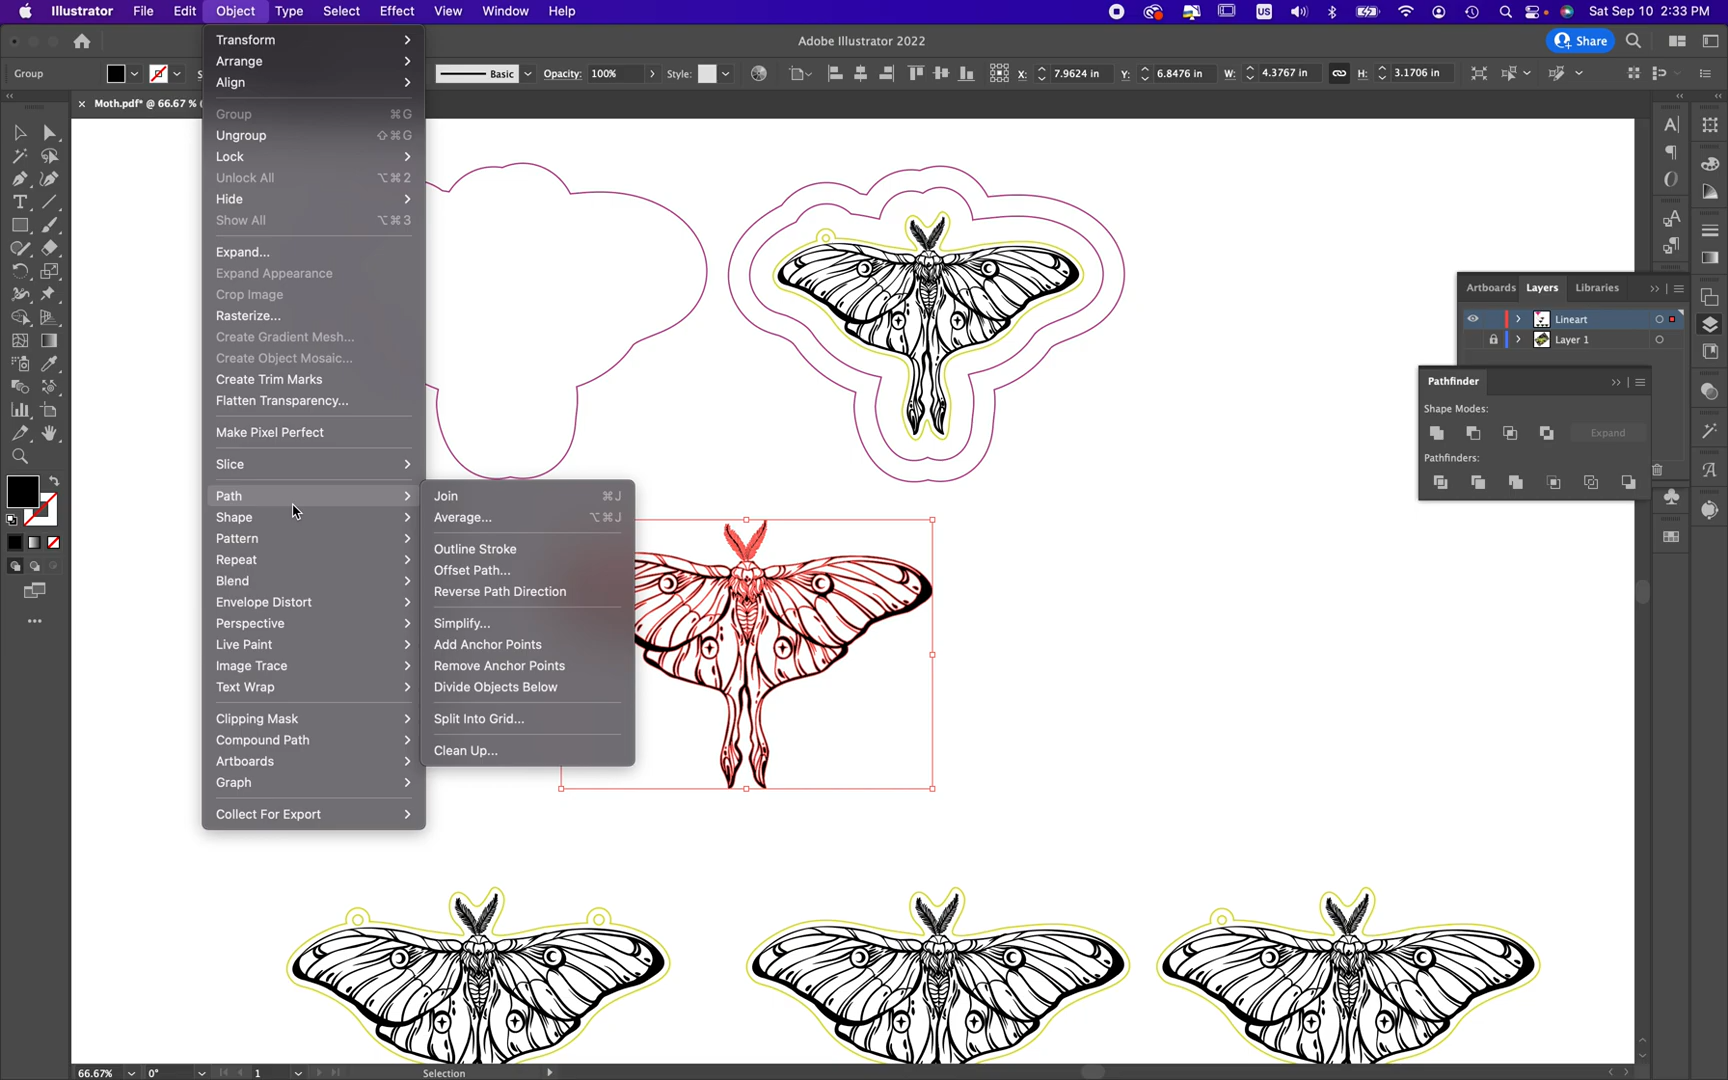 Illustrator File Edit Object Type Select Effect View Window Help
US
Sat Sep 10 2:33 PM
Adobe Illustrator 2022
Share
Group
Basic
Opacity: 100%
Style:
X: 7.9624 in
Y: 6.8476 in
W: 4.3767 in
H: 3.1706 in
× Moth.pdf* @ 66.67 % (
Transform
Arrange
Align
Group ⌘G
Ungroup ⇧⌘G
Lock
Unlock All ⌥⌘2
Hide
Show All ⌥⌘3
Expand...
Expand Appearance
Crop Image
Rasterize...
Create Gradient Mesh...
Create Object Mosaic...
Create Trim Marks
Flatten Transparency...
Make Pixel Perfect
Slice
Path
Shape
Pattern
Repeat
Blend
Envelope Distort
Perspective
Live Paint
Image Trace
Text Wrap
Clipping Mask
Compound Path
Artboards
Graph
Collect For Export
Join ⌘J
Average... ⌥⌘J
Outline Stroke
Offset Path...
Reverse Path Direction
Simplify...
Add Anchor Points
Remove Anchor Points
Divide Objects Below
Split Into Grid...
Clean Up...
Artboards Layers Libraries
Lineart
Layer 1
Pathfinder
Shape Modes:
Expand
Pathfinders:
66.67% 0° 1 Selection